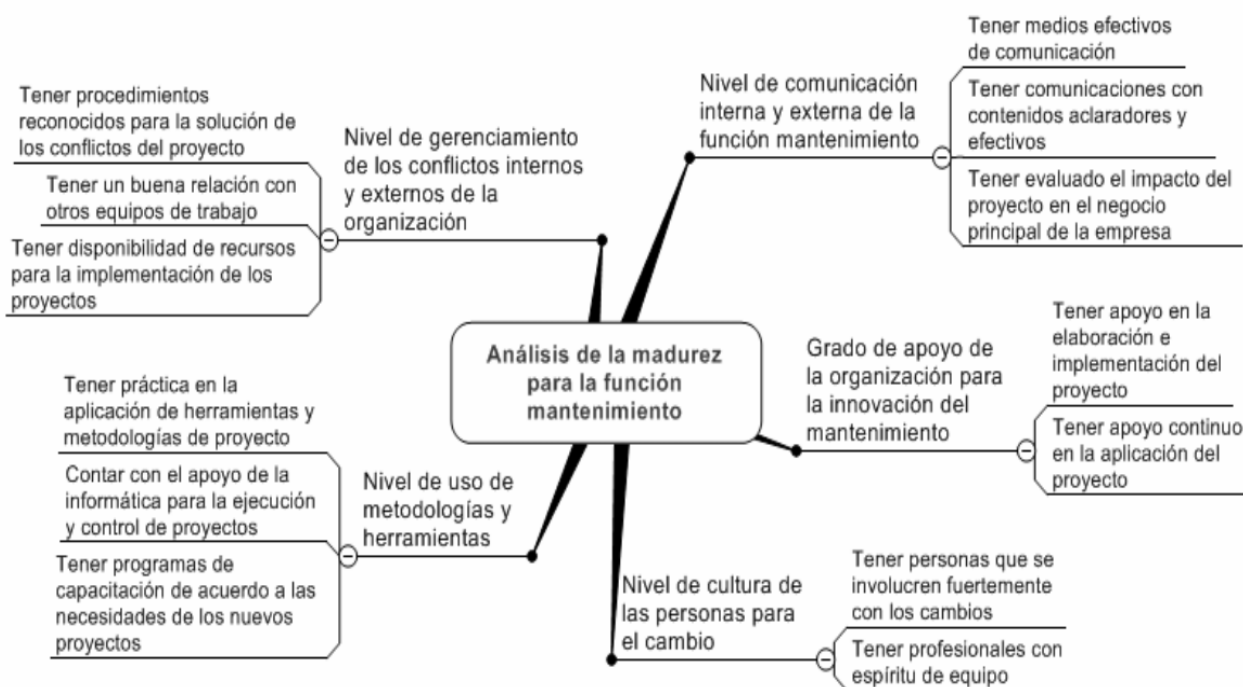 Análisis de la madurez
para la función
mantenimiento
Nivel de comunicación
interna y externa de la
función mantenimiento
Tener medios efectivos
de comunicación
Tener comunicaciones con
contenidos aclaradores y
efectivos
Tener evaluado el impacto del
proyecto en el negocio
principal de la empresa
Grado de apoyo de
la organización para
la innovación del
mantenimiento
Tener apoyo en la
elaboración e
implementación del
proyecto
Tener apoyo continuo
en la aplicación del
proyecto
Nivel de cultura de
las personas para
el cambio
Tener personas que se
involucren fuertemente
con los cambios
Tener profesionales con
espíritu de equipo
Nivel de uso de
metodologías y
herramientas
Tener práctica en la
aplicación de herramientas y
metodologías de proyecto
Contar con el apoyo de la
informática para la ejecución
y control de proyectos
Tener programas de
capacitación de acuerdo a las
necesidades de los nuevos
proyectos
Nivel de gerenciamiento
de los conflictos internos
y externos de la
organización
Tener procedimientos
reconocidos para la solución de
los conflictos del proyecto
Tener un buena relación con
otros equipos de trabajo
Tener disponibilidad de recursos
para la implementación de los
proyectos